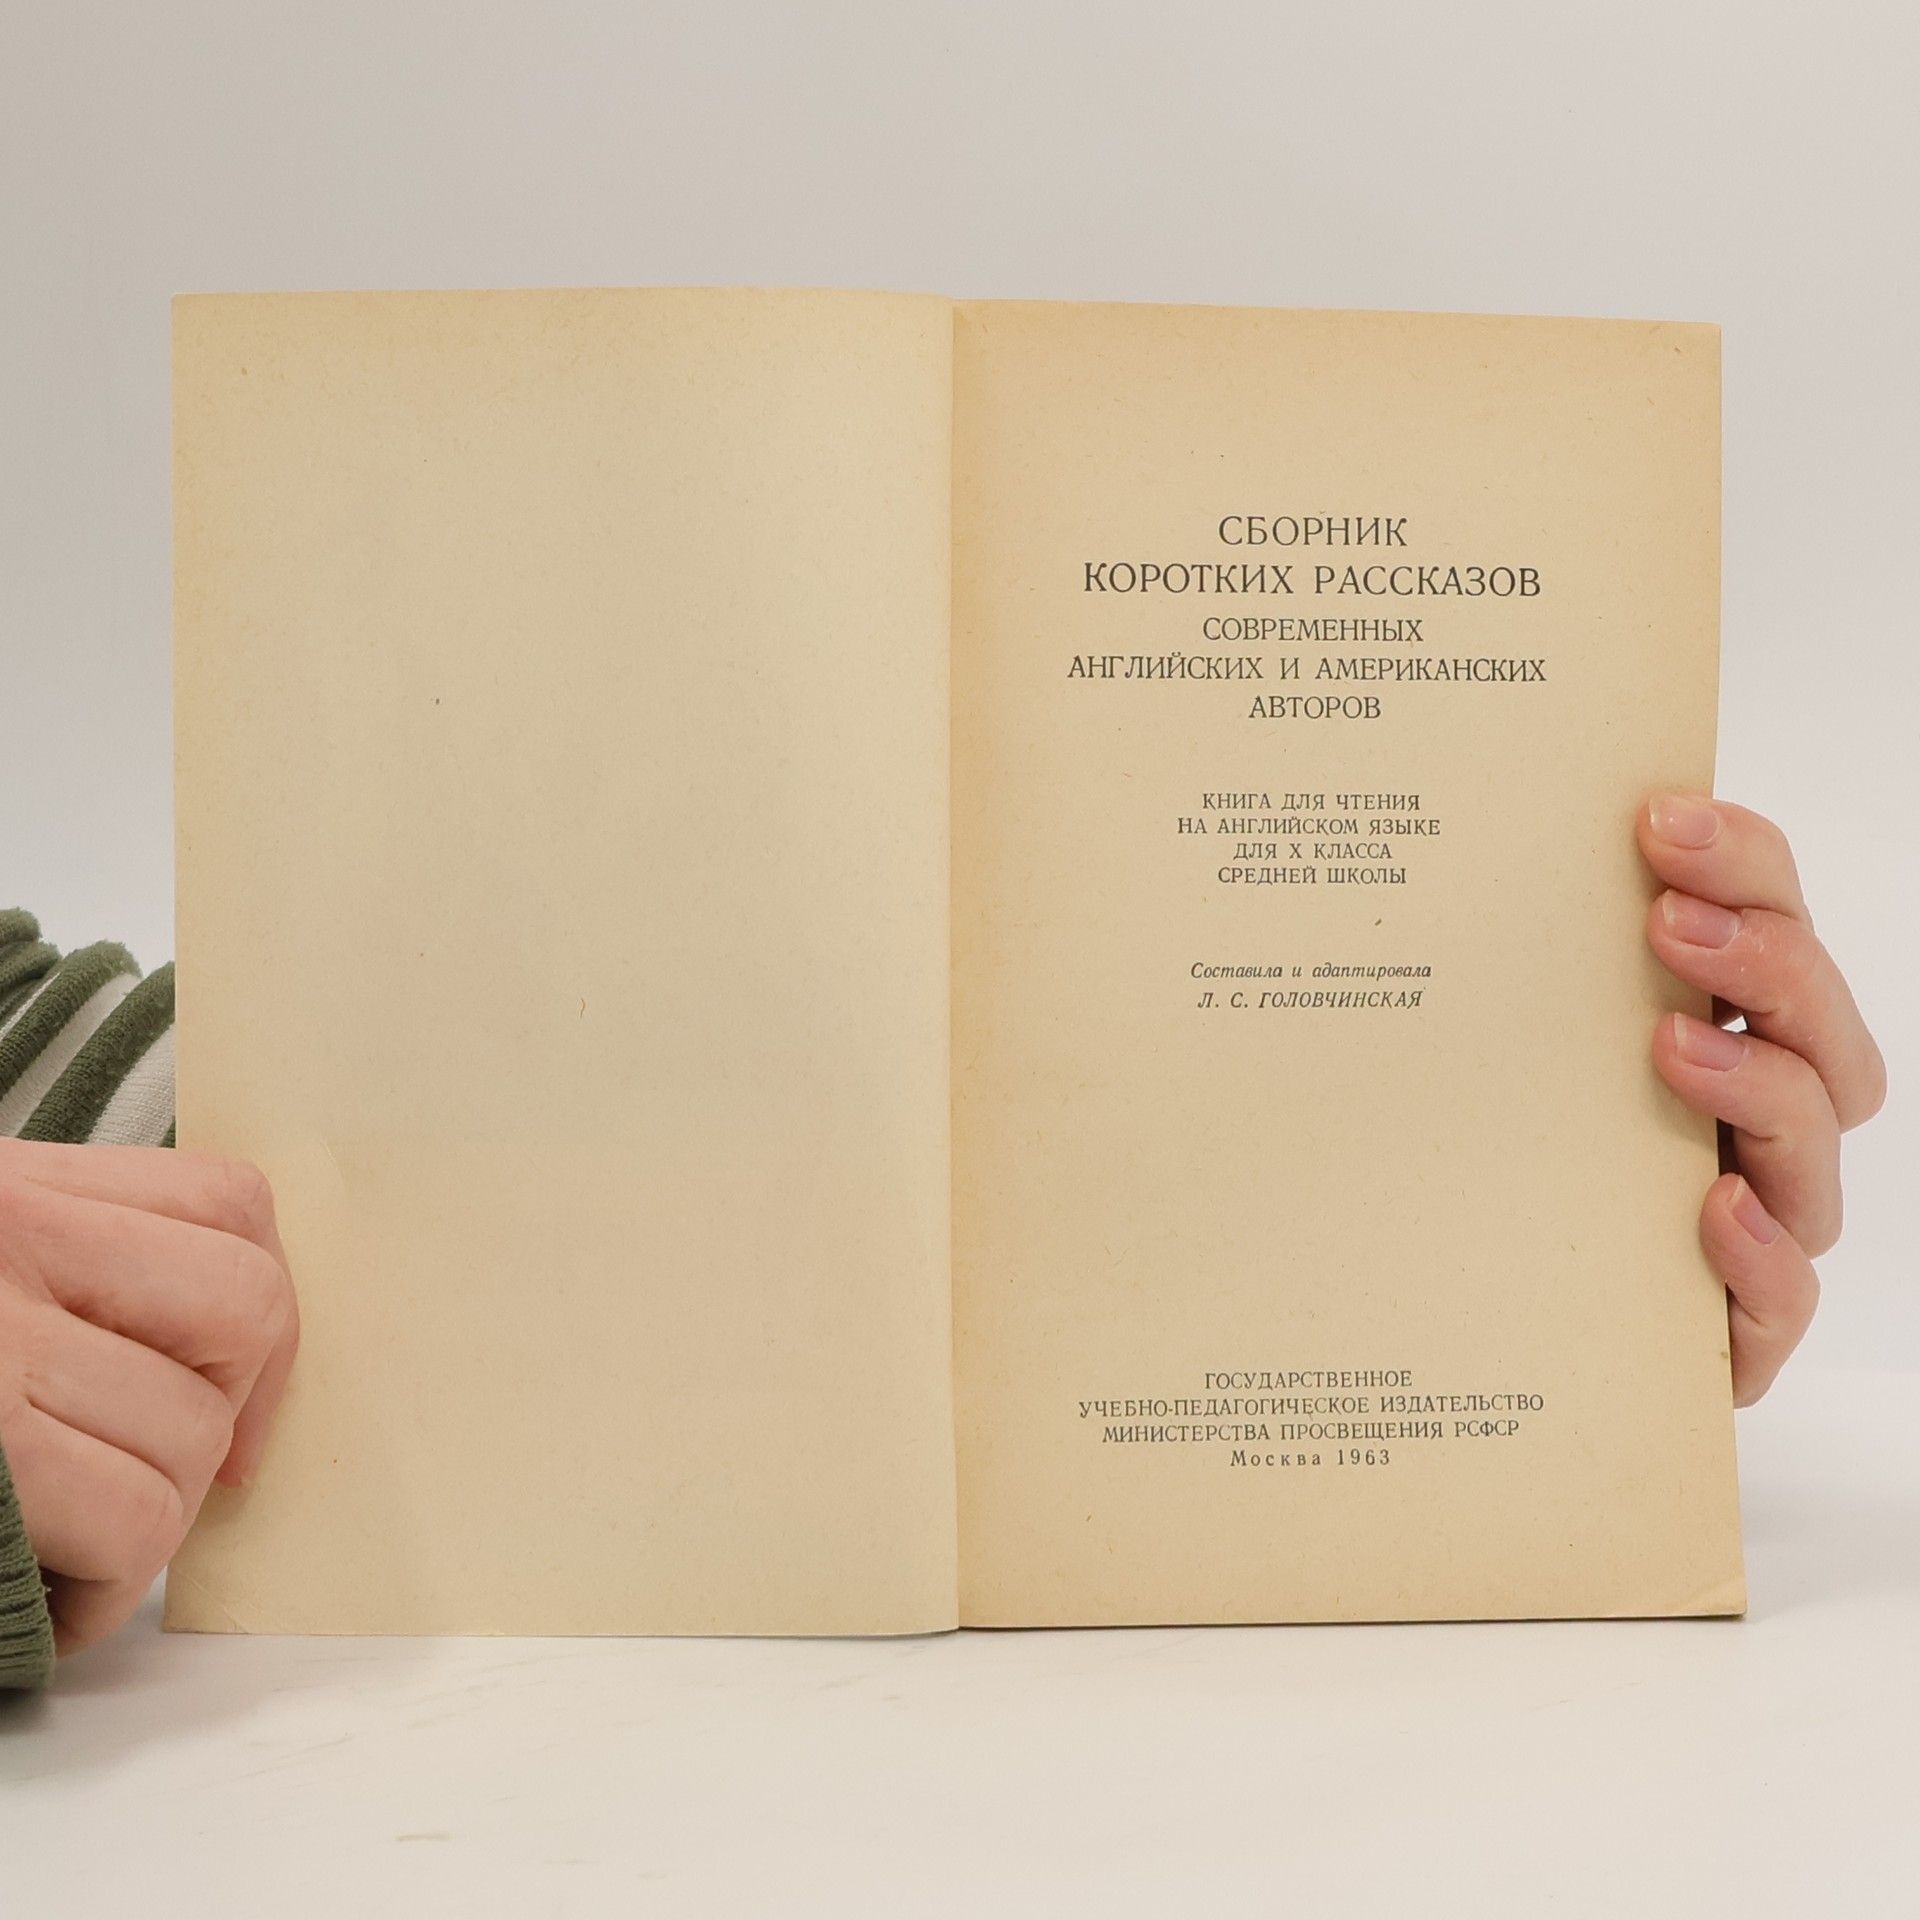 СБОРНИК
КОРОТКИХ РАССКАЗОВ
СОВРЕМЕННЫХ
АНГЛИЙСКИХ И АМЕРИКАНСКИХ
АВТОРОВ
КНИГА ДЛЯ ЧТЕНИЯ
НА АНГЛИЙСКОМ ЯЗЫКЕ
ДЛЯ X КЛАССА
СРЕДНЕЙ ШКОЛЫ
Составила и адаптировала
Л. С. ГОЛОВЧИНСКАЯ
ГОСУДАРСТВЕННОЕ
УЧЕБНО-ПЕДАГОГИЧЕСКОЕ ИЗДАТЕЛЬСТВО
МИНИСТЕРСТВА ПРОСВЕЩЕНИЯ РСФСР
Москва 1963